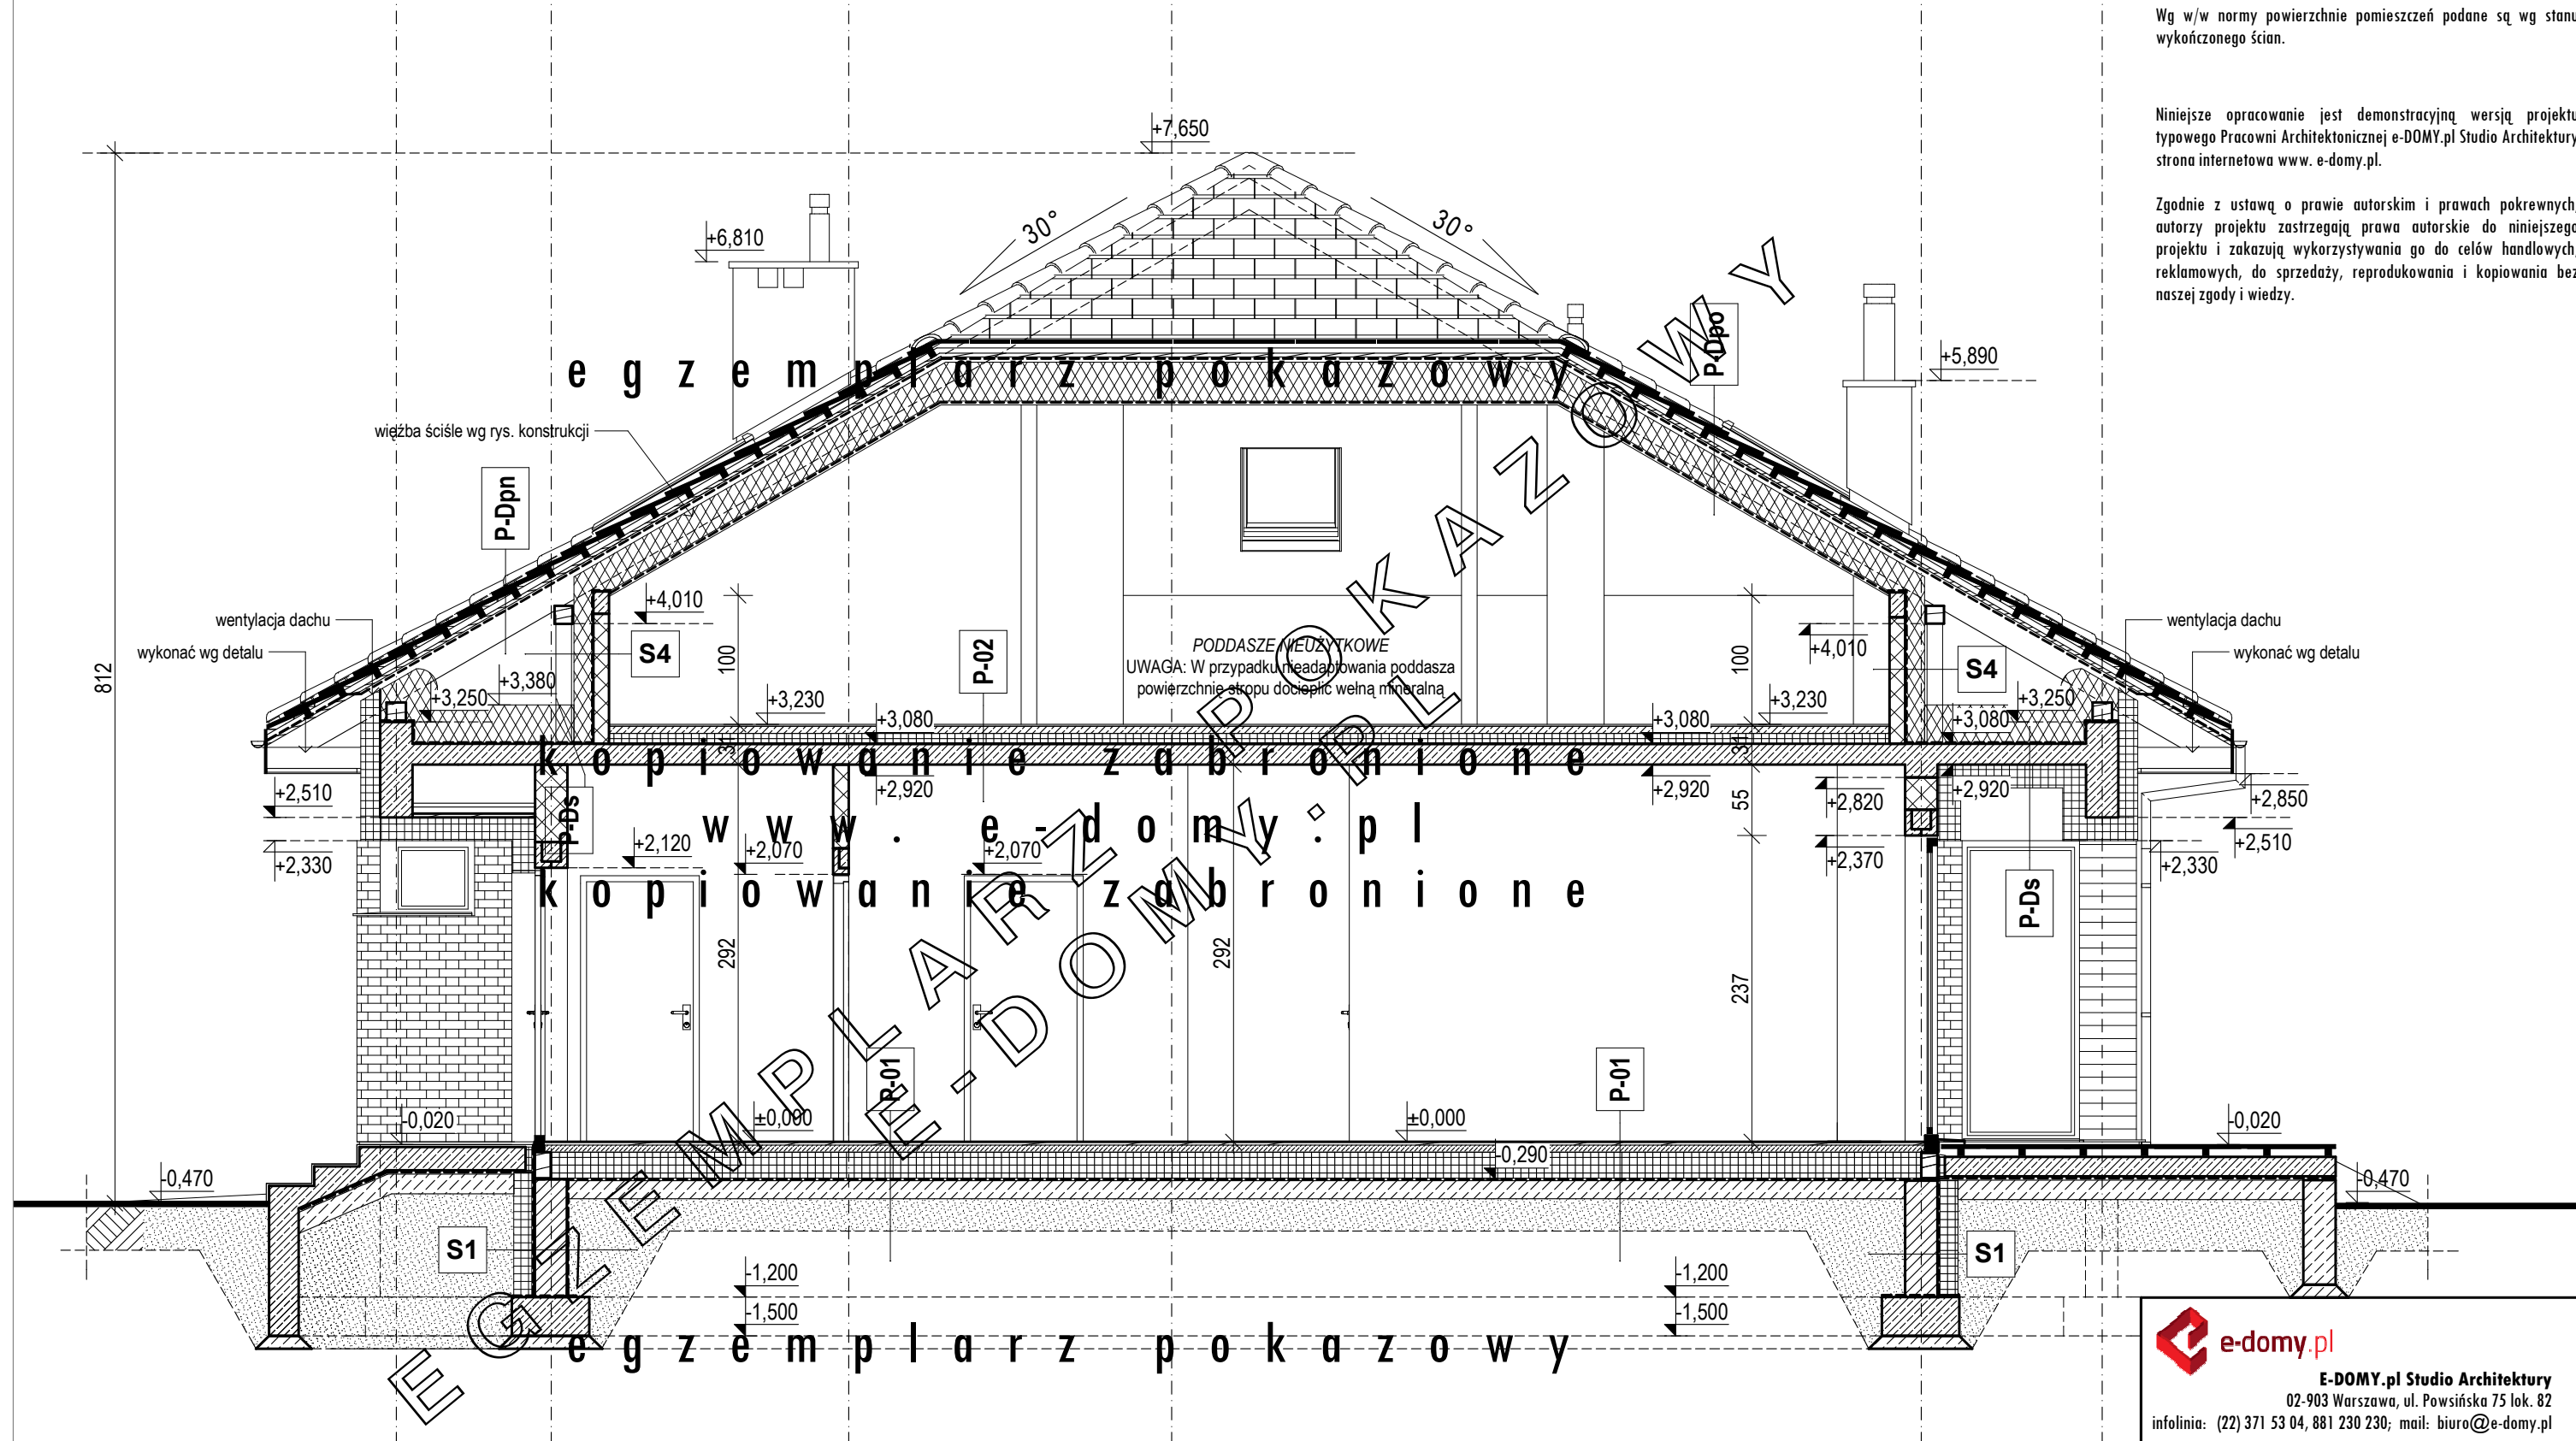 Wg w/w normy powierzchnie pomieszczeń podane są wg stanu
wykończonego ścian.
Niniejsze opracowanie jest demonstracyjną wersją projektu
typowego Pracowni Architektonicznej e-DOMY.pl Studio Architektury
strona internetowa www. e-domy.pl.
Zgodnie z ustawą o prawie autorskim i prawach pokrewnych,
autorzy projektu zastrzegają prawa autorskie do niniejszego
projektu i zakazują wykorzystywania go do celów handlowych,
reklamowych, do sprzedaży, reprodukowania i kopiowania bez
naszej zgody i wiedzy.
+7,650
30°
30°
+6,810
+5,890
P-Dpo
egzemplarz pokazowy
więźba ściśle wg rys. konstrukcji
P-Dpn
wentylacja dachu
wykonać wg detalu
812
+4,010
S4
100
P-02
PODDASZE NIEUŻYTKOWE
UWAGA: W przypadku nieadaptowania poddasza
powierzchnię stropu docieplić wełną mineralną
100
+4,010
S4
wentylacja dachu
wykonać wg detalu
+3,380
+3,250
+3,230
+3,080
+3,080
+3,230
+3,080
+3,250
31
31
kopiowanie zabronione
+2,510
+2,920
+2,920
55
+2,820
+2,920
+2,850
P-Ds
www.e-domy.pl
+2,330
+2,120
+2,070
+2,070
+2,370
+2,330
+2,510
kopiowanie zabronione
P-Ds
292
292
237
P-01
P-01
-0,020
±0,000
±0,000
-0,020
-0,290
-0,470
-0,470
S1
S1
-1,200
-1,200
-1,500
-1,500
egzemplarz pokazowy
EGZEMPLARZ POKAZOWY
E-DOMY.PL
e-domy.pl
E-DOMY.pl Studio Architektury
02-903 Warszawa, ul. Powsińska 75 lok. 82
infolinia: (22) 371 53 04, 881 230 230; mail: biuro@e-domy.pl